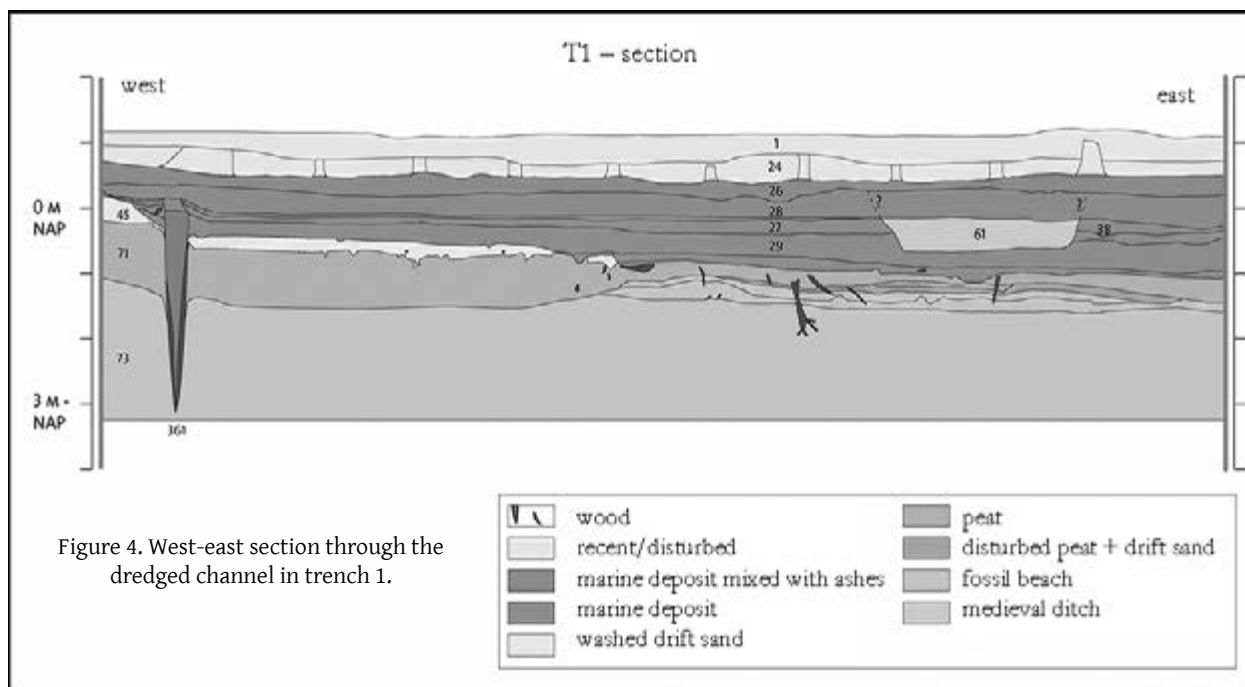 T1 – section
west
east
1
24
26
28
27
29
45
71
73
?
?
61
38
4
0 M
NAP
3 M -
NAP
361
Figure 4. West-east section through the
dredged channel in trench 1.
wood
recent/disturbed
marine deposit mixed with ashes
marine deposit
washed drift sand
peat
disturbed peat + drift sand
fossil beach
medieval ditch